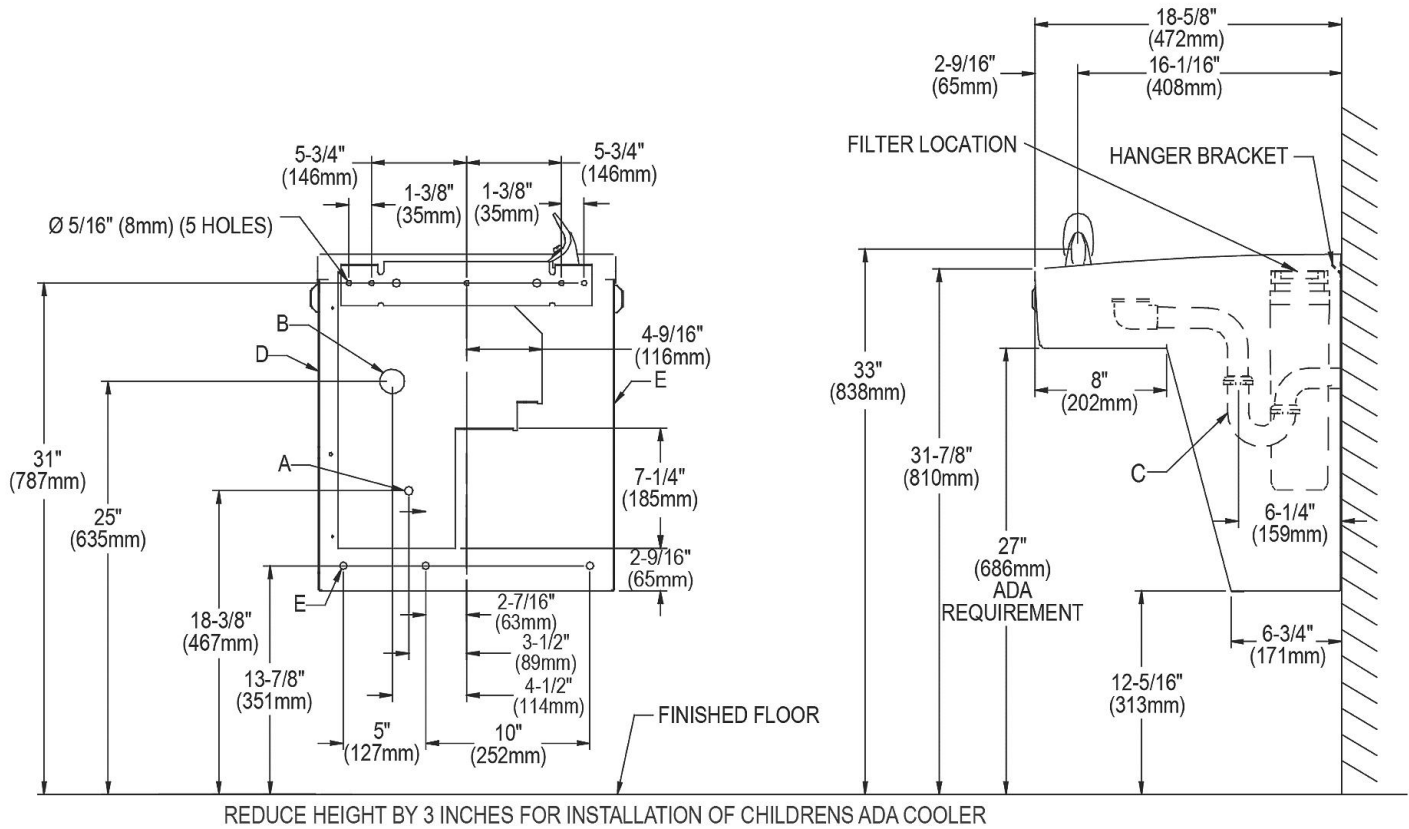 18-5/8"
(472mm)
2-9/16"
(65mm)
16-1/16"
(408mm)
FILTER LOCATION
HANGER BRACKET
5-3/4"
(146mm)
5-3/4"
(146mm)
1-3/8"
(35mm)
1-3/8"
(35mm)
Ø 5/16" (8mm) (5 HOLES)
B
D
4-9/16"
(116mm)
E
33"
(838mm)
8"
(202mm)
A
31"
(787mm)
7-1/4"
(185mm)
31-7/8"
(810mm)
C
25"
(635mm)
6-1/4"
(159mm)
2-9/16"
(65mm)
27"
(686mm)
ADA
REQUIREMENT
E
18-3/8"
(467mm)
2-7/16"
(63mm)
3-1/2"
(89mm)
6-3/4"
(171mm)
13-7/8"
(351mm)
4-1/2"
(114mm)
12-5/16"
(313mm)
5"
(127mm)
10"
(252mm)
FINISHED FLOOR
REDUCE HEIGHT BY 3 INCHES FOR INSTALLATION OF CHILDRENS ADA COOLER